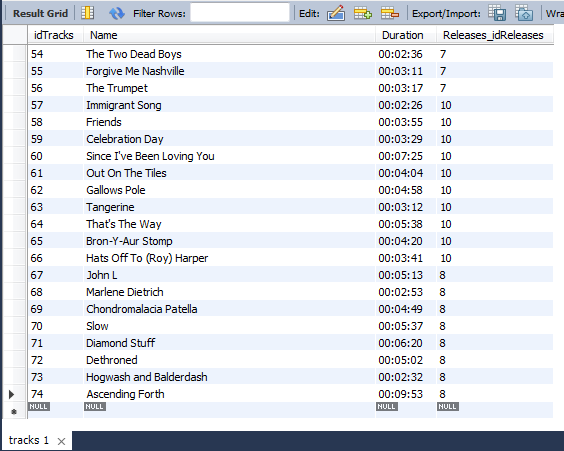 Result Grid Filter Rows: Edit: Export/Import: Wra
idTracks Name Duration Releases_idReleases
54 The Two Dead Boys 00:02:36 7
55 Forgive Me Nashville 00:03:11 7
56 The Trumpet 00:03:17 7
57 Immigrant Song 00:02:26 10
58 Friends 00:03:55 10
59 Celebration Day 00:03:29 10
60 Since I've Been Loving You 00:07:25 10
61 Out On The Tiles 00:04:04 10
62 Gallows Pole 00:04:58 10
63 Tangerine 00:03:12 10
64 That's The Way 00:05:38 10
65 Bron-Y-Aur Stomp 00:04:20 10
66 Hats Off To (Roy) Harper 00:03:41 10
67 John L 00:05:13 8
68 Marlene Dietrich 00:02:53 8
69 Chondromalacia Patella 00:04:49 8
70 Slow 00:05:37 8
71 Diamond Stuff 00:06:20 8
72 Dethroned 00:05:02 8
73 Hogwash and Balderdash 00:02:32 8
74 Ascending Forth 00:09:53 8
NULL NULL NULL NULL
tracks 1